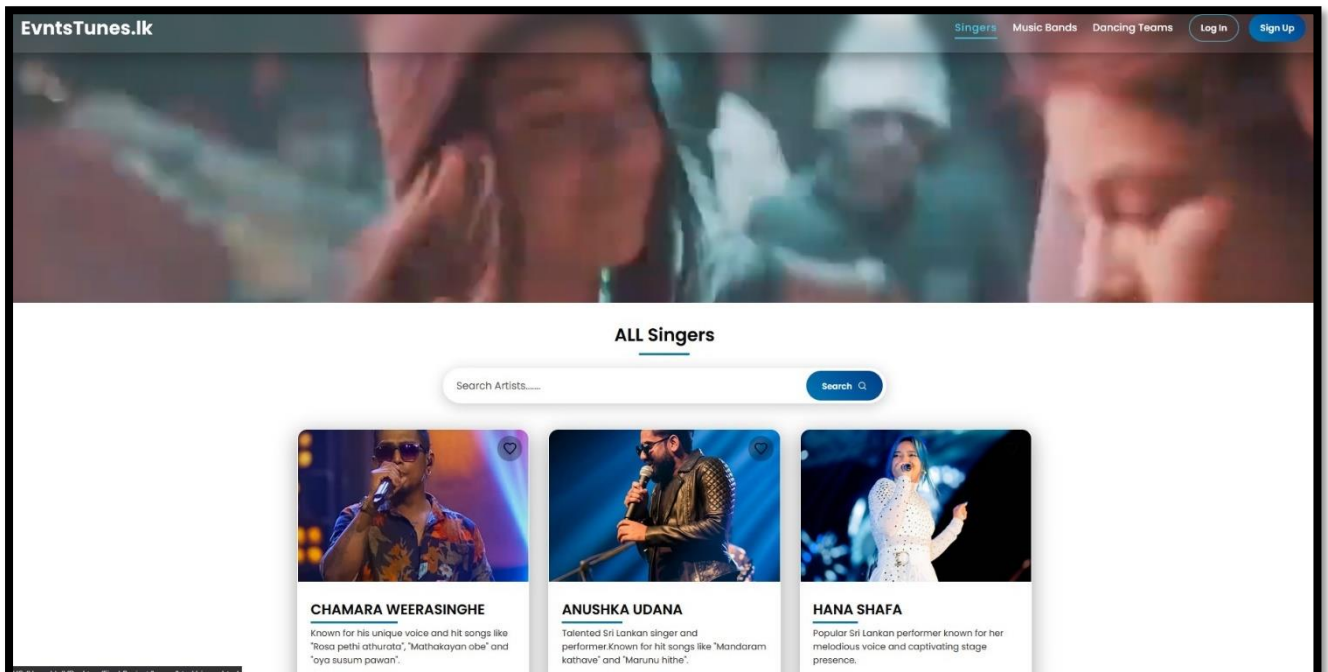 EvntsTunes.lk
Singers Music Bands Dancing Teams Log In Sign Up
ALL Singers
Search Artists....... Search
CHAMARA WEERASINGHE
Known for his unique voice and hit songs like
"Rosa pethi athurata", "Mathakayan obe" and
"oya susum pawan".
ANUSHKA UDANA
Talented Sri Lankan singer and
performer.Known for hit songs like "Mandaram
kathave" and "Marunu hithe".
HANA SHAFA
Popular Sri Lankan performer known for her
melodious voice and captivating stage
presence.